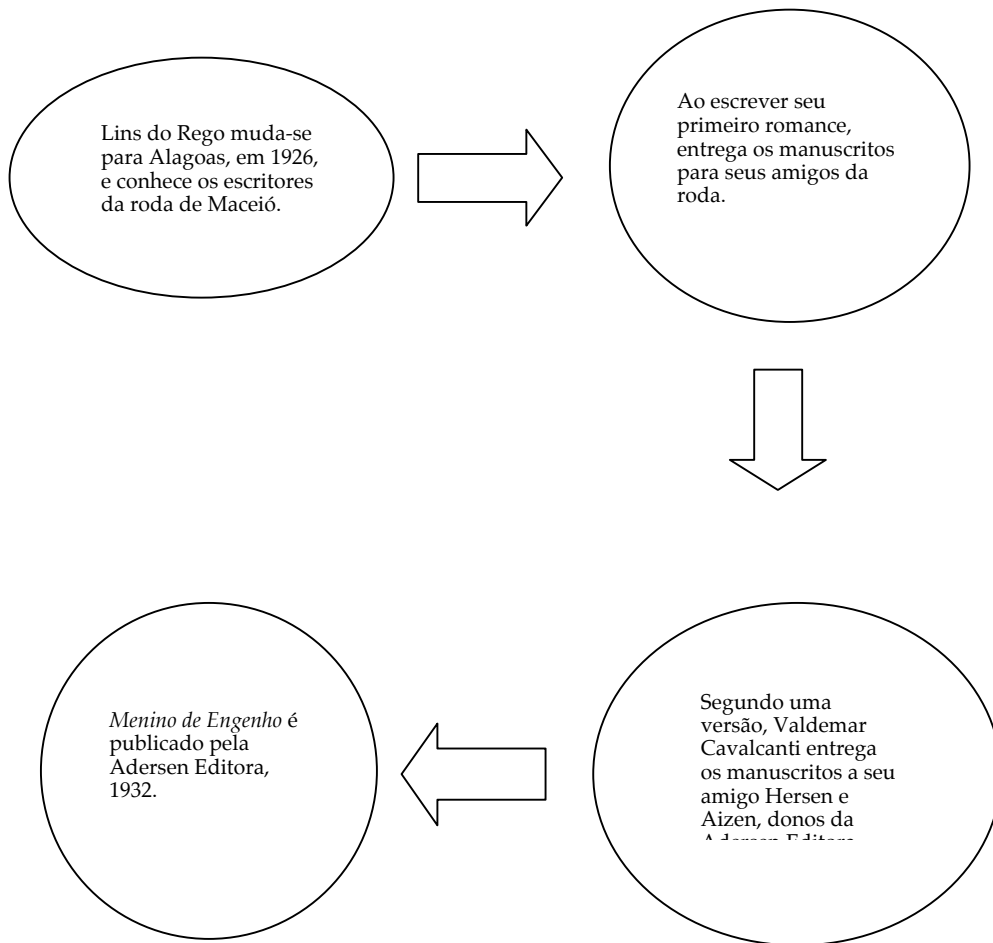 Lins do Rego muda-se
para Alagoas, em 1926,
e conhece os escritores
da roda de Maceió.
Ao escrever seu
primeiro romance,
entrega os manuscritos
para seus amigos da
roda.
Segundo uma
versão, Valdemar
Cavalcanti entrega
os manuscritos a seu
amigo Hersen e
Aizen, donos da
Adersen Editora
Menino de Engenho é
publicado pela
Adersen Editora,
1932.